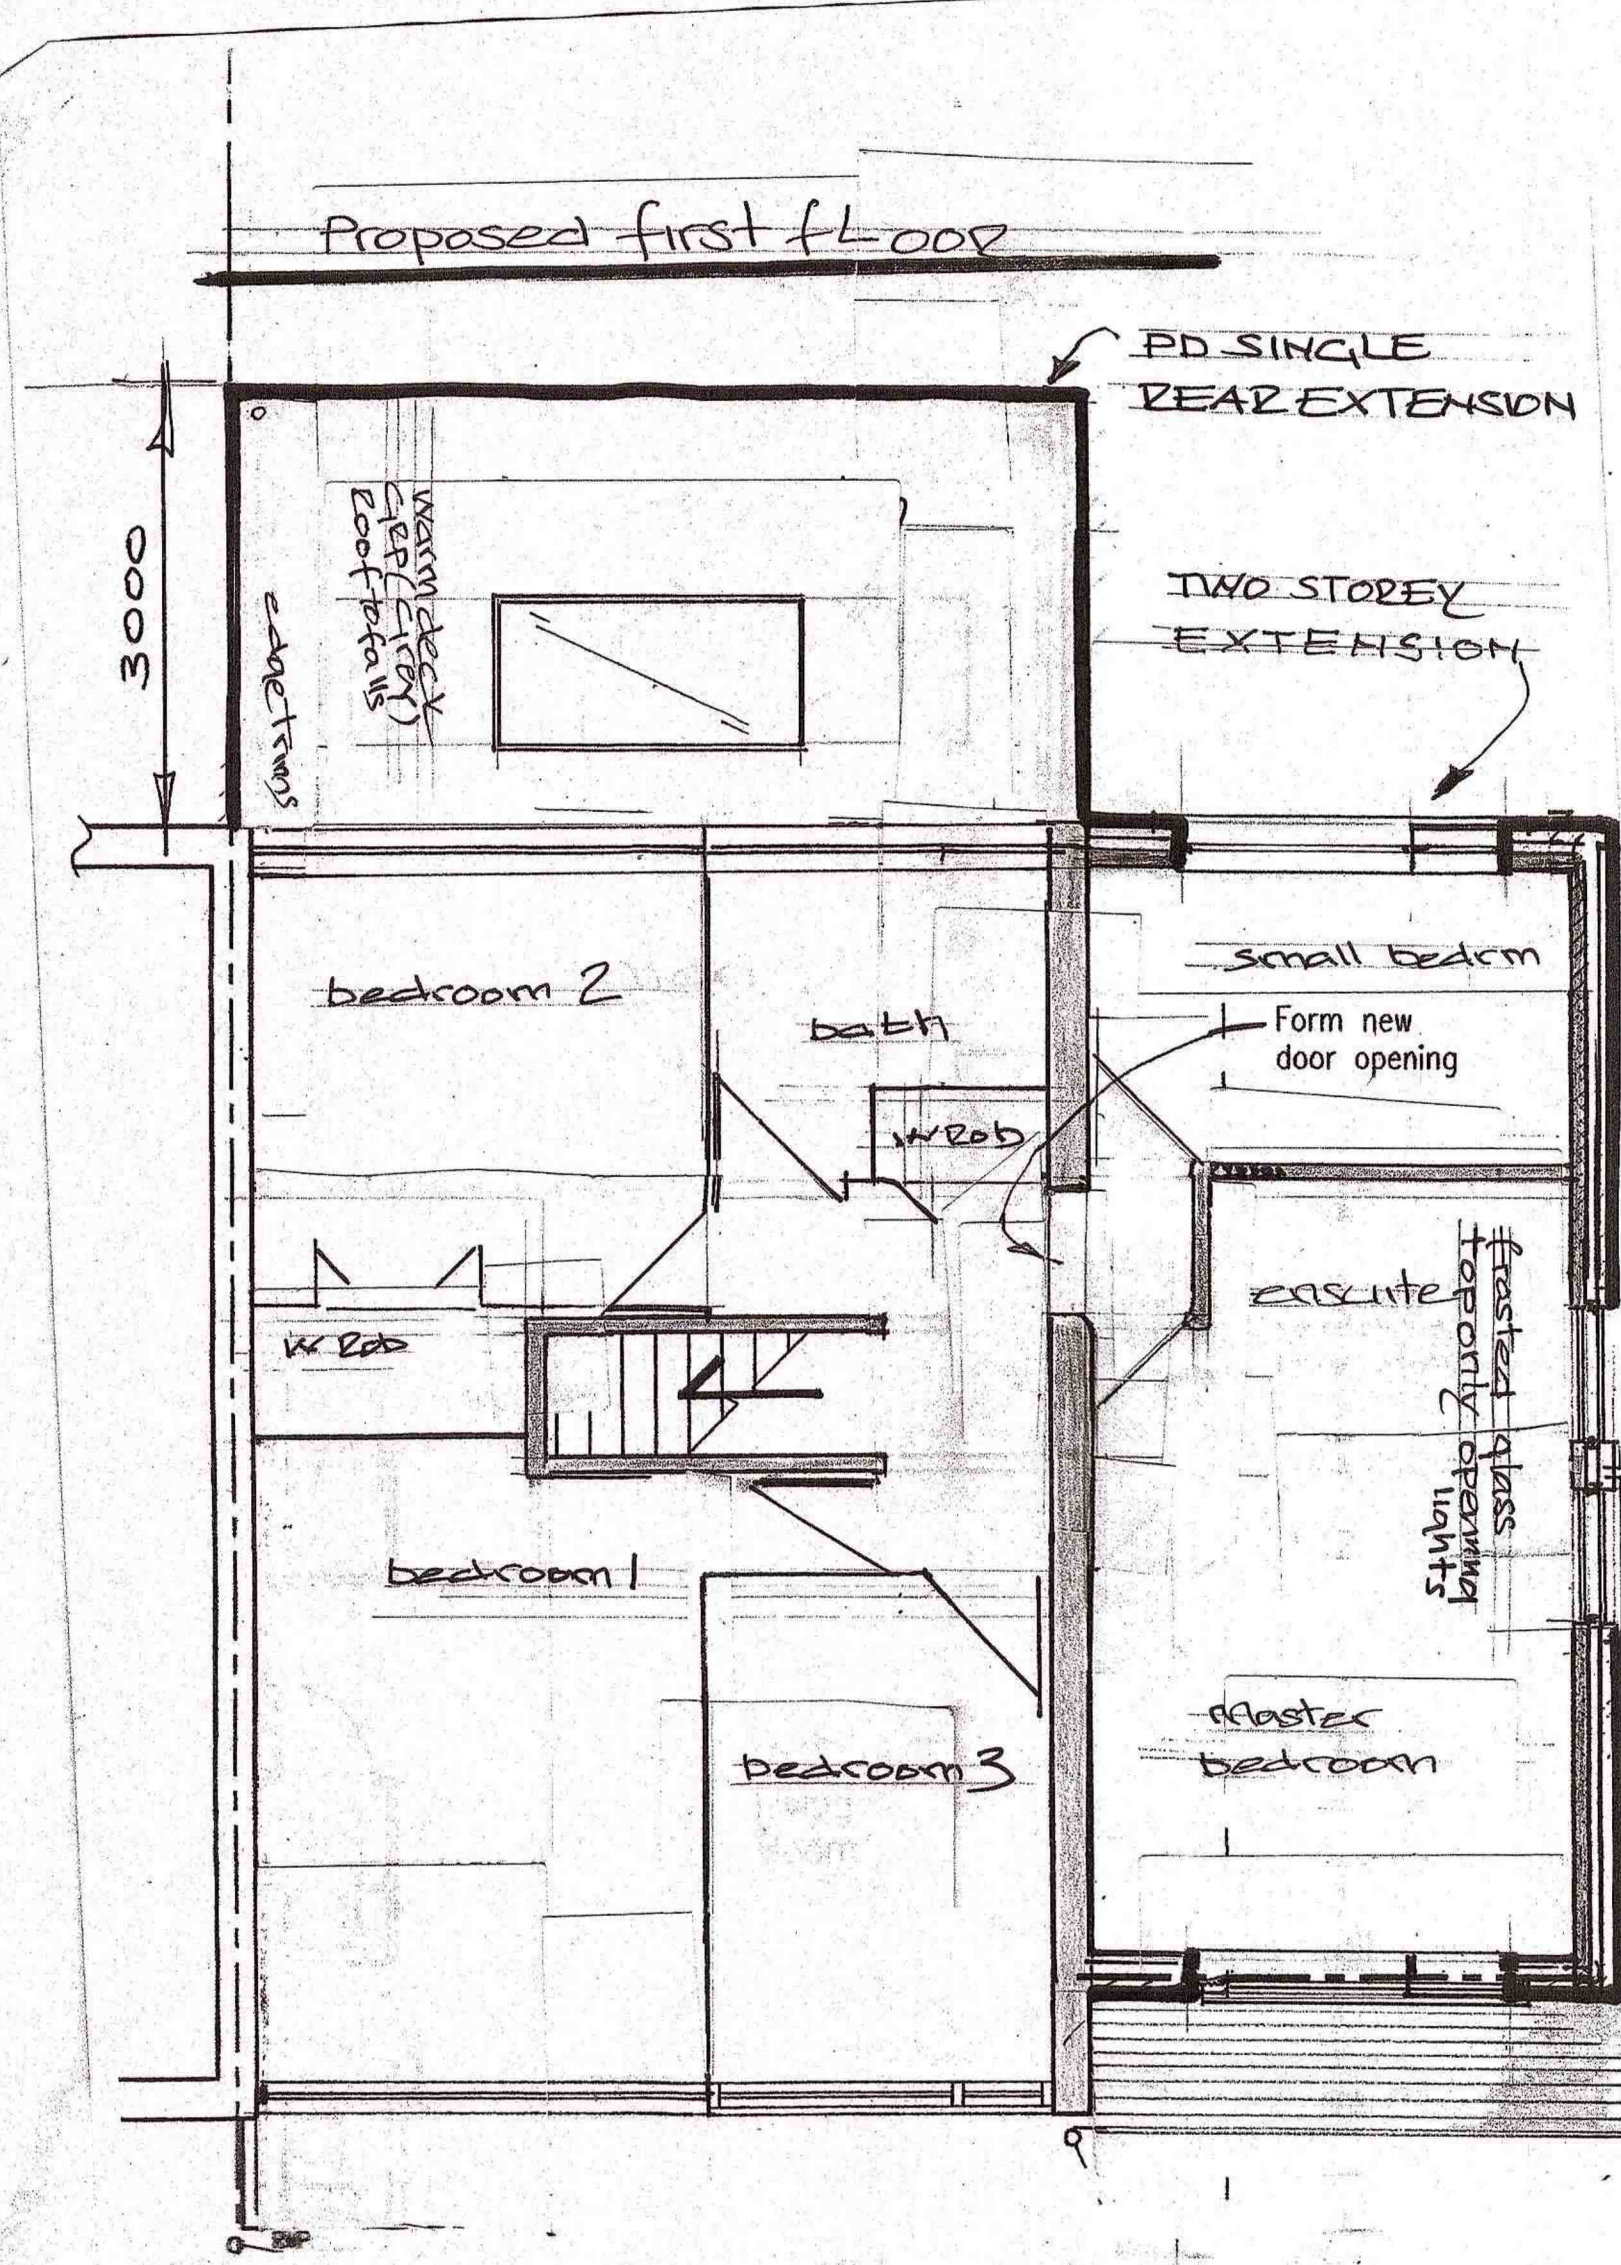 Proposed first fLOOR
PD SINGLE
REAR EXTENSION
3000
warm deck
GRP (Grey)
roof to falls
edge trims
TWO STOREY
EXTENSION
small bedrm
bedroom 2
bath
Form new
door opening
w Rob
ensuite
frosted glass
top only opening
lights
w Rob
bedroom 1
Master
bedroom
bedroom 3